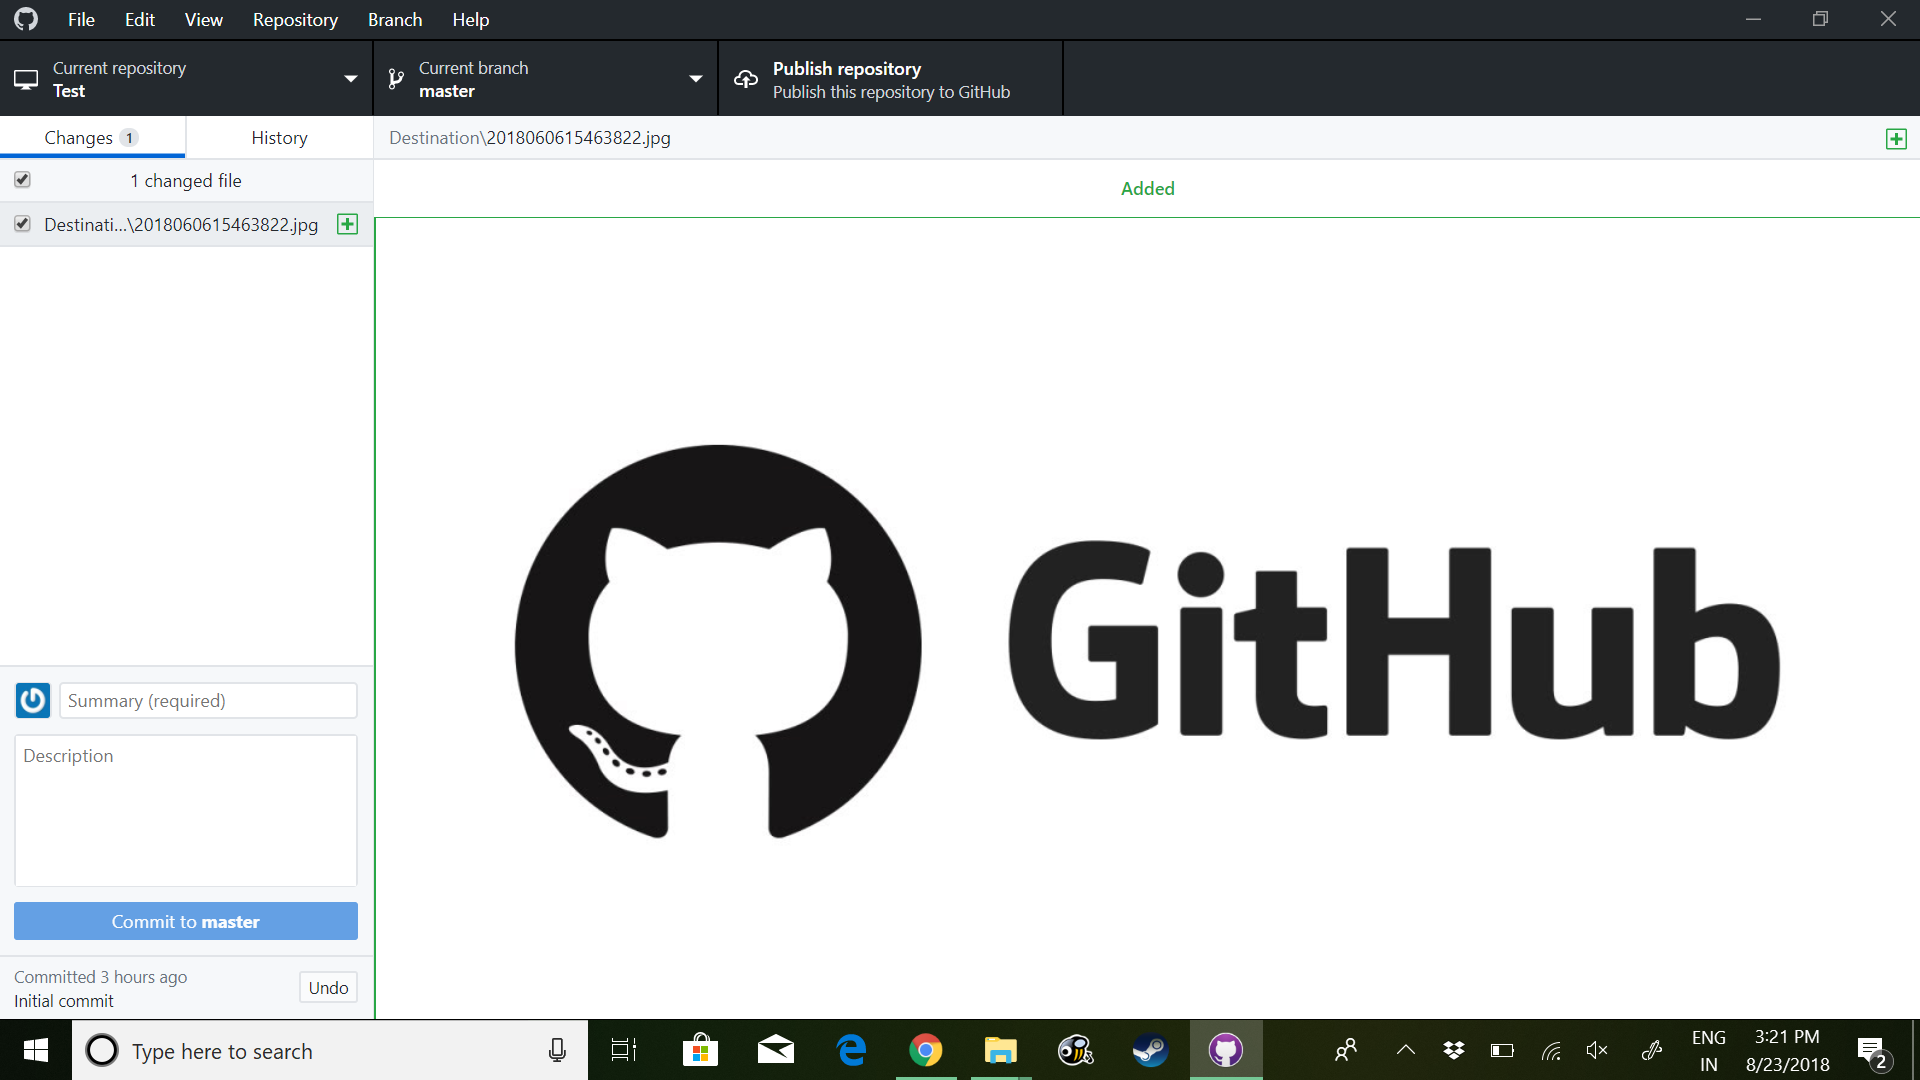 File Edit View Repository Branch Help
Current repository
Test
Current branch
master
Publish repository
Publish this repository to GitHub
Changes 1
History
Destination\2018060615463822.jpg
1 changed file
Added
Destinati...\2018060615463822.jpg
GitHub
Summary (required)
Description
Commit to master
Committed 3 hours ago
Initial commit
Undo
Type here to search
ENG
IN
3:21 PM
8/23/2018
2